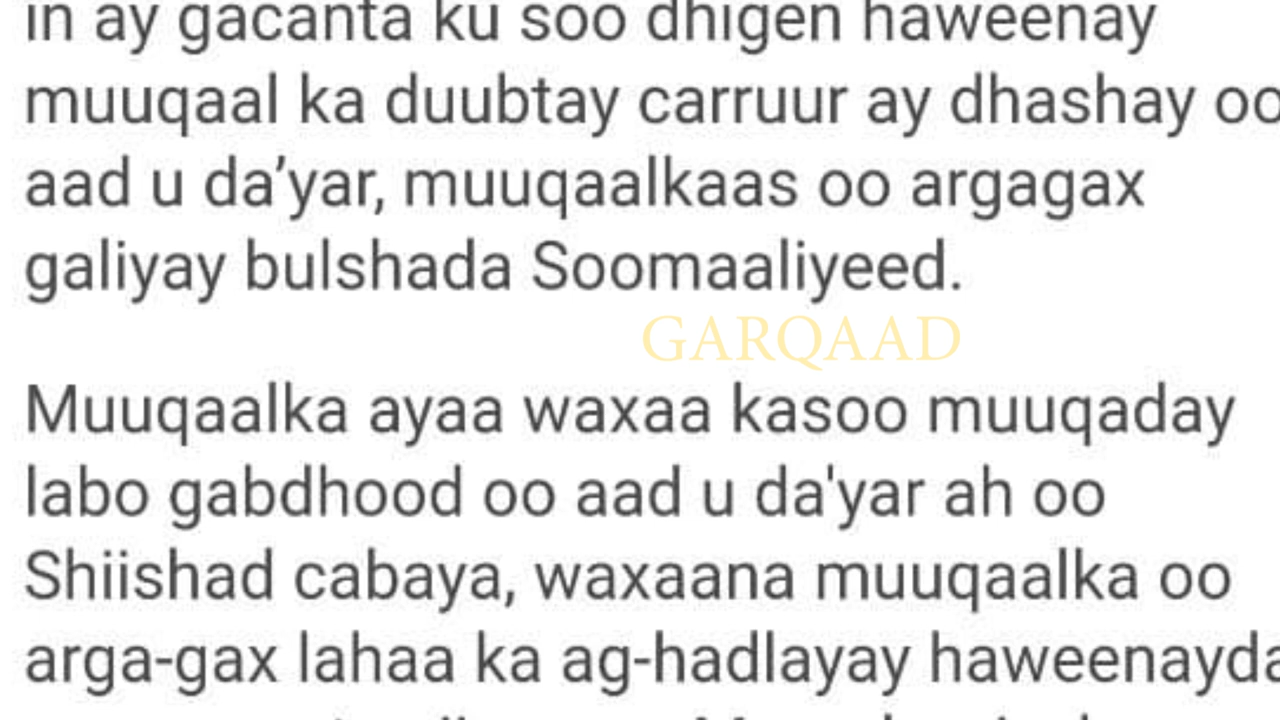 in ay gacanta ku soo dhigen haweenay
muuqaal ka duubtay carruur ay dhashay oo
aad u da’yar, muuqaalkaas oo argagax
galiyay bulshada Soomaaliyeed.
GARQAAD
Muuqaalka ayaa waxaa kasoo muuqaday
labo gabdhood oo aad u da'yar ah oo
Shiishad cabaya, waxaana muuqaalka oo
arga-gax lahaa ka ag-hadlayay haweenayda